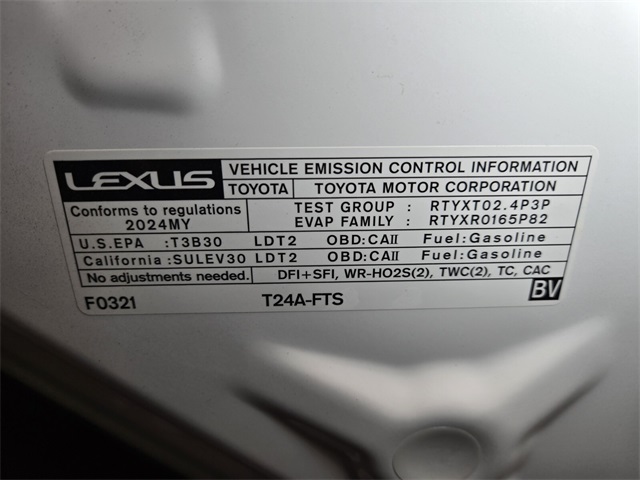 LEXUS VEHICLE EMISSION CONTROL INFORMATION
TOYOTA TOYOTA MOTOR CORPORATION
Conforms to regulations TEST GROUP : RTYXT02.4P3P
2024MY EVAP FAMILY : RTYXR0165P82
U.S.EPA :T3B30 LDT2 OBD:CAII Fuel:Gasoline
California :SULEV30 LDT2 OBD:CAII Fuel:Gasoline
No adjustments needed. DFI+SFI, WR-HO2S(2), TWC(2), TC, CAC
F0321 T24A-FTS BV